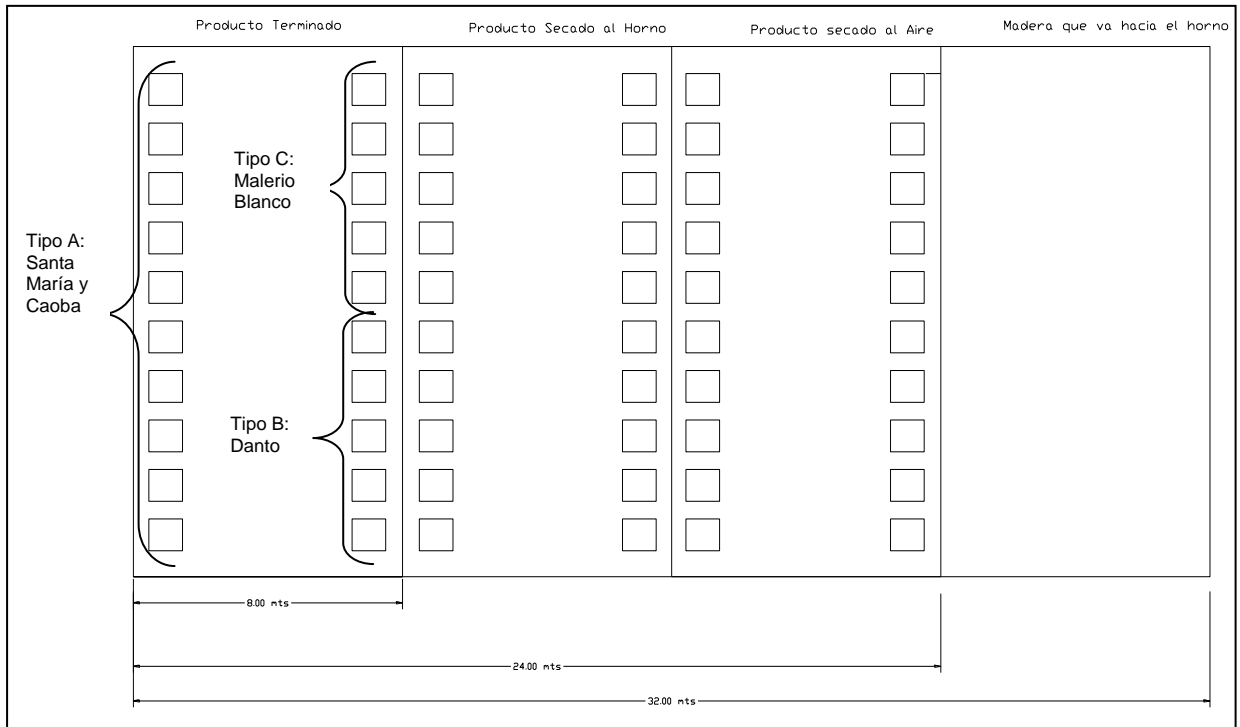 Producto Terminado
Producto Secado al Horno
Producto secado al Aire
Madera que va hacia el horno
Tipo C:
Malerio
Blanco
Tipo A:
Santa
María y
Caoba
Tipo B:
Danto
8.00 mts
24.00 mts
32.00 mts